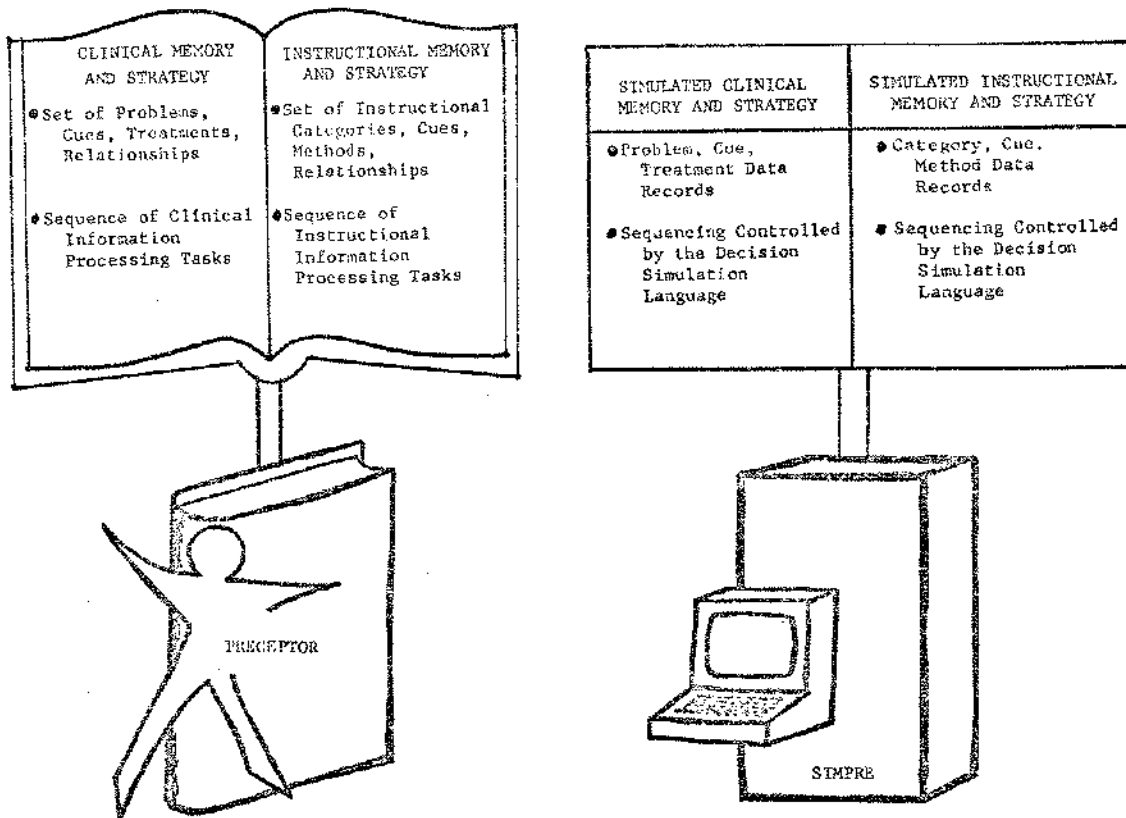 CLINICAL MEMORY
AND STRATEGY
●Set of Problems,
Cues, Treatments,
Relationships
●Sequence of Clinical
Information
Processing Tasks
INSTRUCTIONAL MEMORY
AND STRATEGY
●Set of Instructional
Categories, Cues,
Methods,
Relationships
●Sequence of
Instructional
Information
Processing Tasks
PRECEPTOR
SIMULATED CLINICAL
MEMORY AND STRATEGY
●Problem, Cue,
Treatment Data
Records
●Sequencing Controlled
by the Decision
Simulation
Language
SIMULATED INSTRUCTIONAL
MEMORY AND STRATEGY
●Category, Cue,
Method Data
Records
●Sequencing Controlled
by the Decision
Simulation
Language
SIMPRE